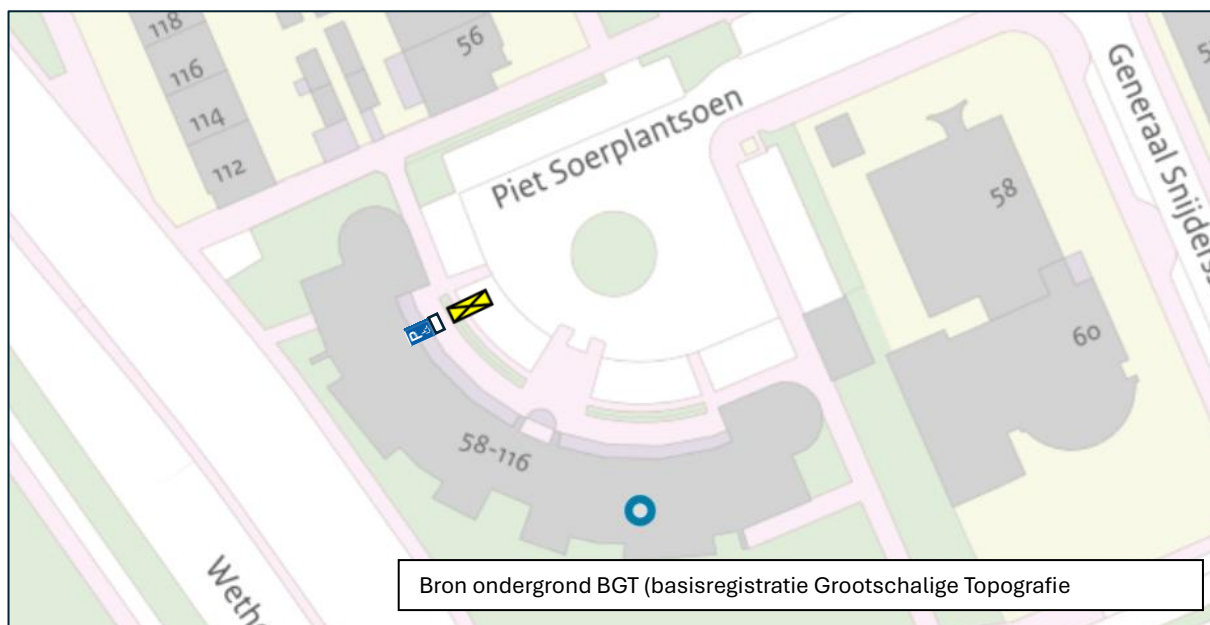 118
116
114
112
56
Piet Soerplantsoen
Generaal Snijders
58
60
P
58-116
Weth
Bron ondergrond BGT (basisregistratie Grootschalige Topografie